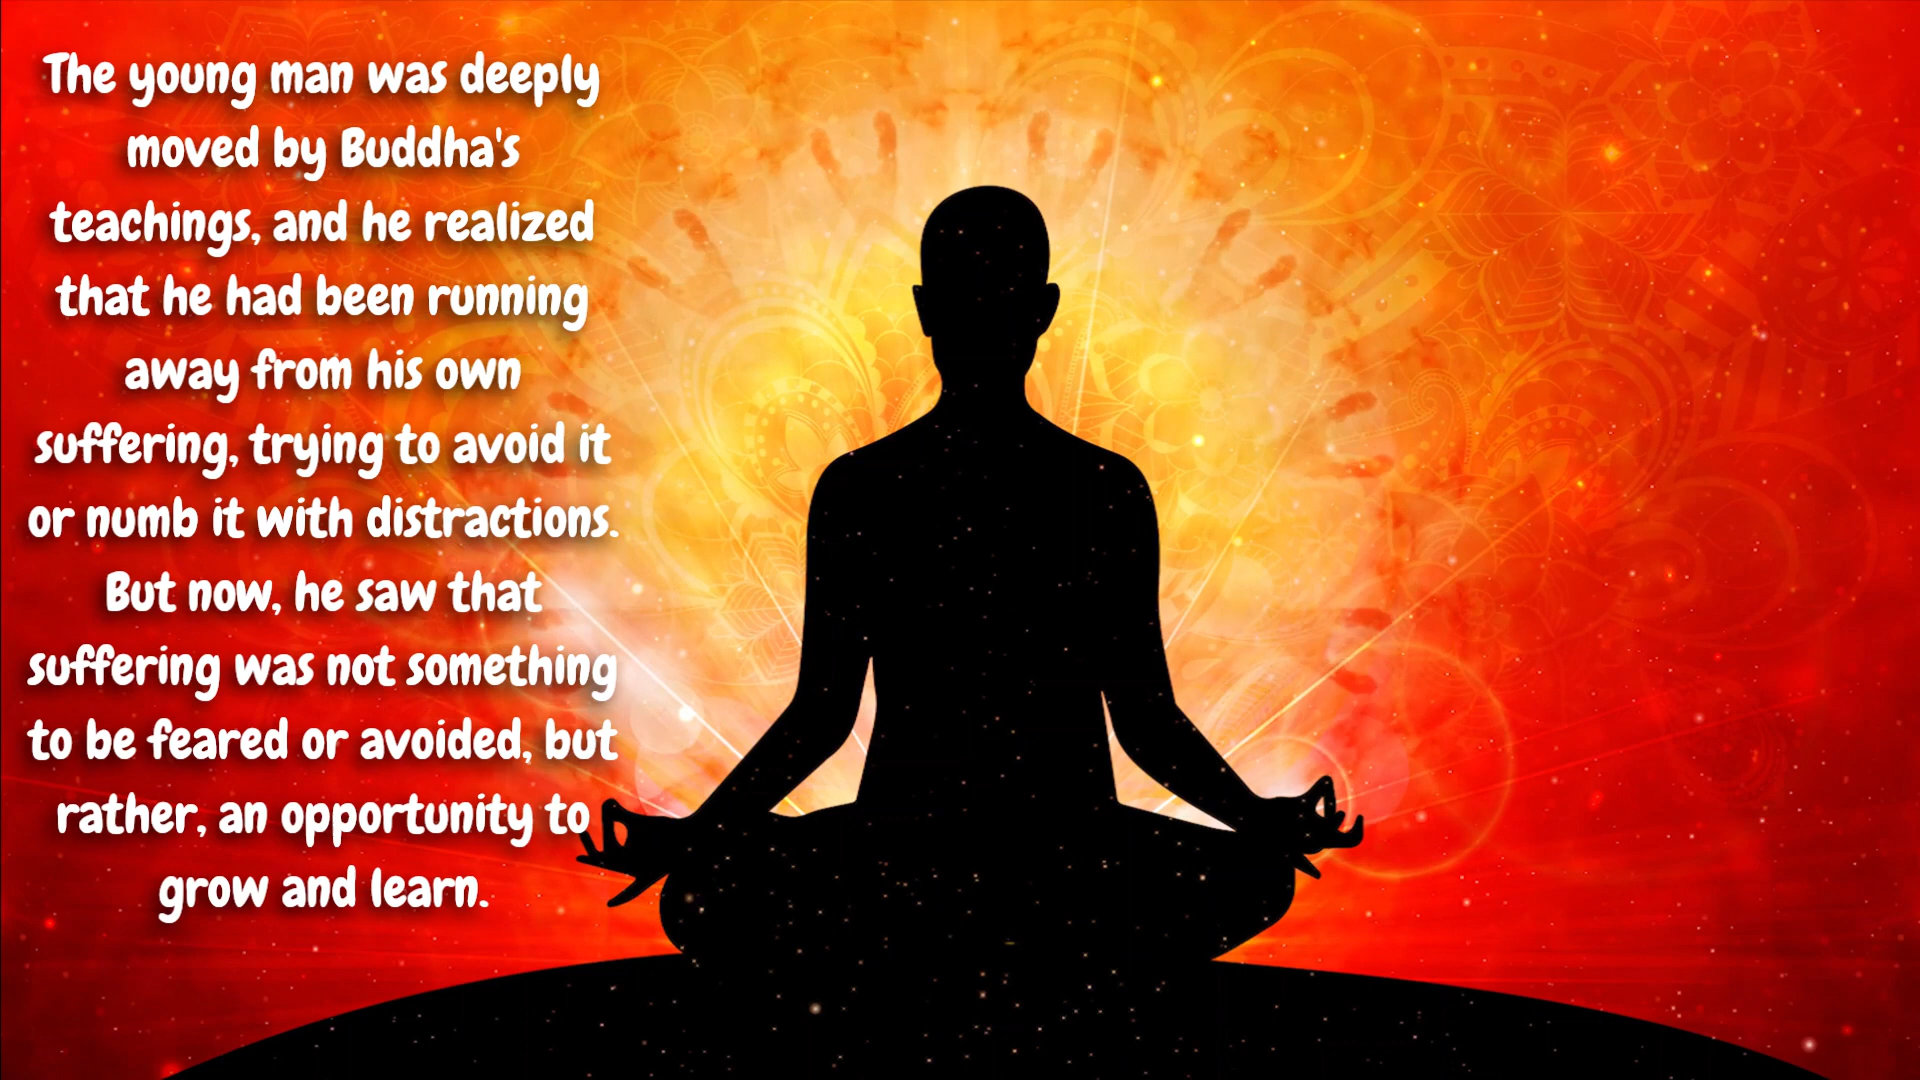 The young man was deeply
moved by Buddha's
teachings, and he realized
that he had been running
away from his own
suffering, trying to avoid it
or numb it with distractions.
But now, he saw that
suffering was not something
to be feared or avoided, but
rather, an opportunity to
grow and learn.